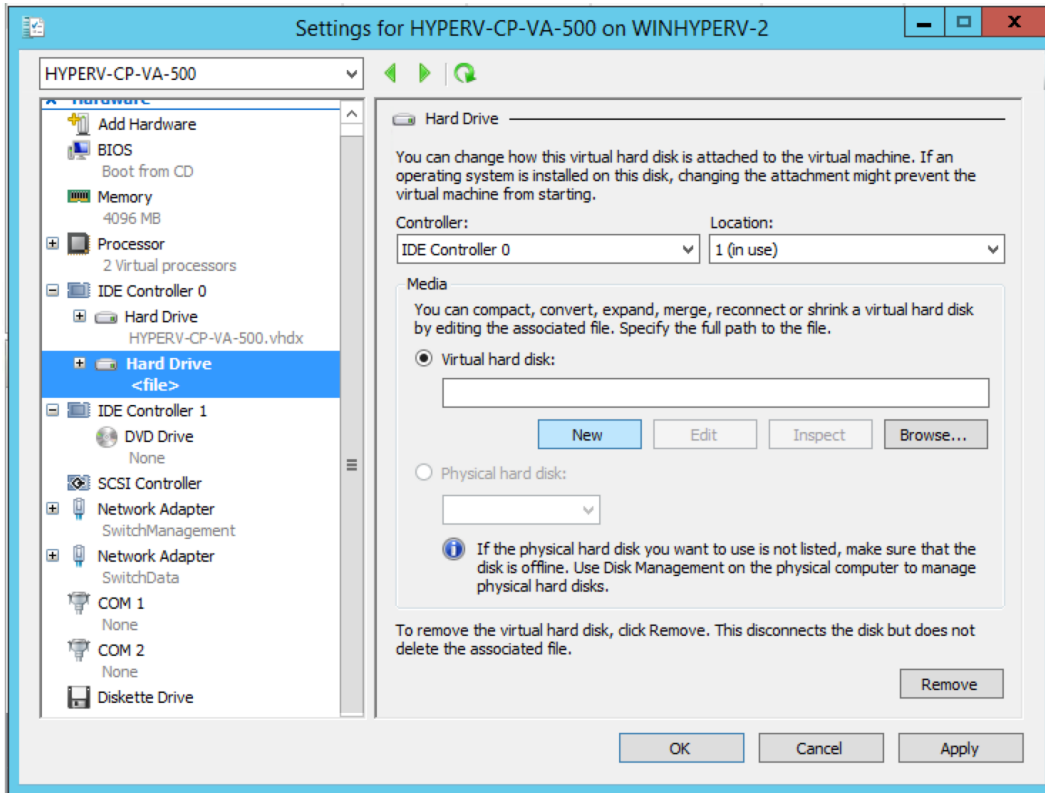 Settings for HYPERV-CP-VA-500 on WINHYPERV-2
HYPERV-CP-VA-500
Hardware
Add Hardware
BIOS
Boot from CD
Memory
4096 MB
Processor
2 Virtual processors
IDE Controller 0
Hard Drive
HYPERV-CP-VA-500.vhdx
Hard Drive
<file>
IDE Controller 1
DVD Drive
None
SCSI Controller
Network Adapter
SwitchManagement
Network Adapter
SwitchData
COM 1
None
COM 2
None
Diskette Drive
Hard Drive
You can change how this virtual hard disk is attached to the virtual machine. If an
operating system is installed on this disk, changing the attachment might prevent the
virtual machine from starting.
Controller:
Location:
IDE Controller 0
1 (in use)
Media
You can compact, convert, expand, merge, reconnect or shrink a virtual hard disk
by editing the associated file. Specify the full path to the file.
Virtual hard disk:
New
Edit
Inspect
Browse...
Physical hard disk:
If the physical hard disk you want to use is not listed, make sure that the
disk is offline. Use Disk Management on the physical computer to manage
physical hard disks.
To remove the virtual hard disk, click Remove. This disconnects the disk but does not
delete the associated file.
Remove
OK
Cancel
Apply